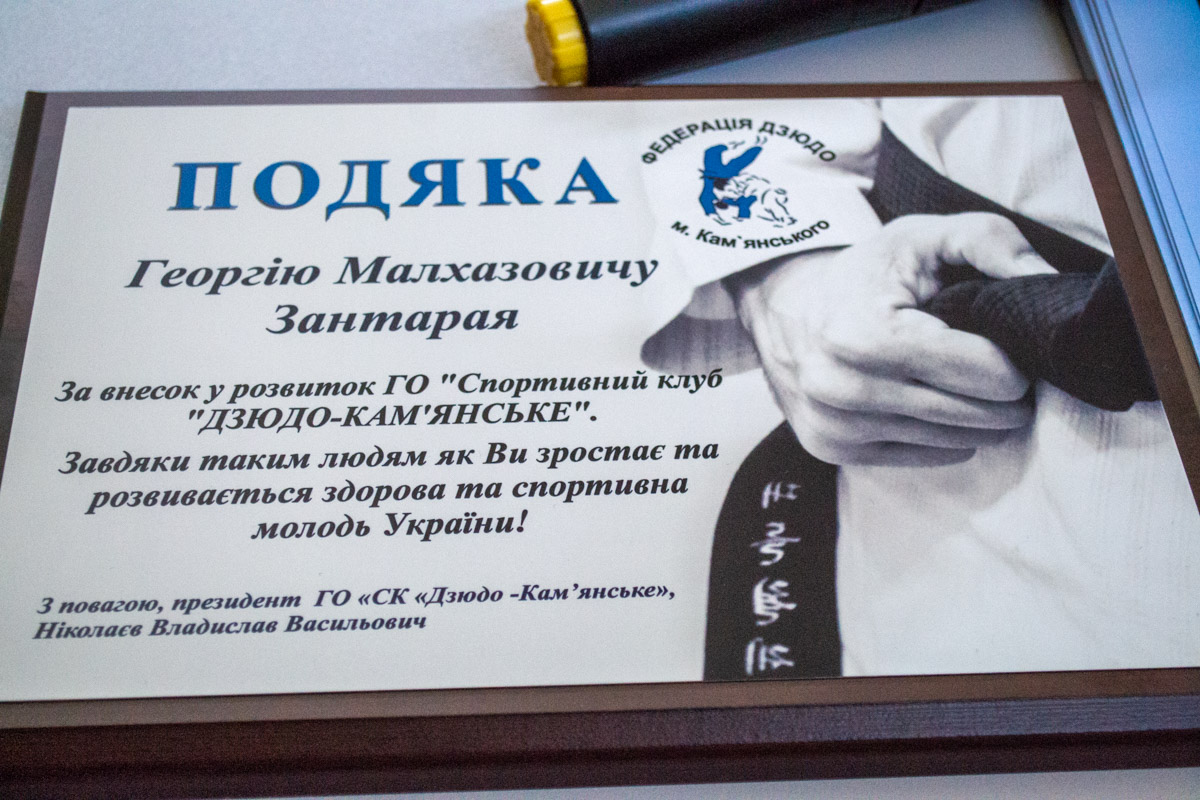 ПОДЯКА
ФЕДЕРАЦІЯ ДЗЮДО
м. Кам`янського
Георгію Малхазовичу
Зантарая
За внесок у розвиток ГО "Спортивний клуб
"ДЗЮДО-КАМ'ЯНСЬКЕ".
Завдяки таким людям як Ви зростає та
розвивається здорова та спортивна
молодь України!
З повагою, президент ГО «СК «Дзюдо -Кам’янське»,
Ніколаєв Владислав Васильович